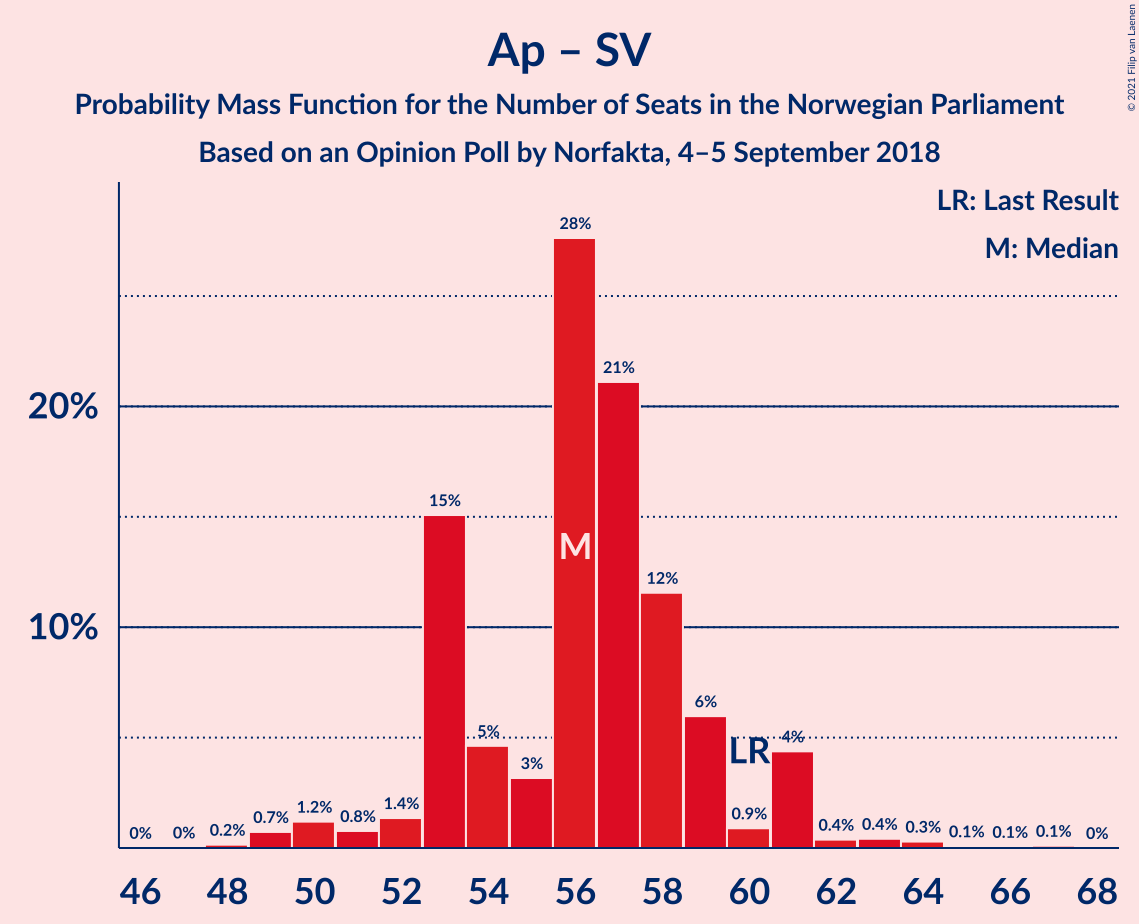 Ap – SV
Probability Mass Function for the Number of Seats in the Norwegian Parliament
Based on an Opinion Poll by Norfakta, 4–5 September 2018
© 2021 Filip van Laenen
LR: Last Result
M: Median
20%
10%
0%
0%
0.2%
0.7%
1.2%
0.8%
1.4%
15%
5%
3%
28%
M
21%
12%
6%
0.9%
LR
4%
0.4%
0.4%
0.3%
0.1%
0.1%
0.1%
0%
46 48 50 52 54 56 58 60 62 64 66 68